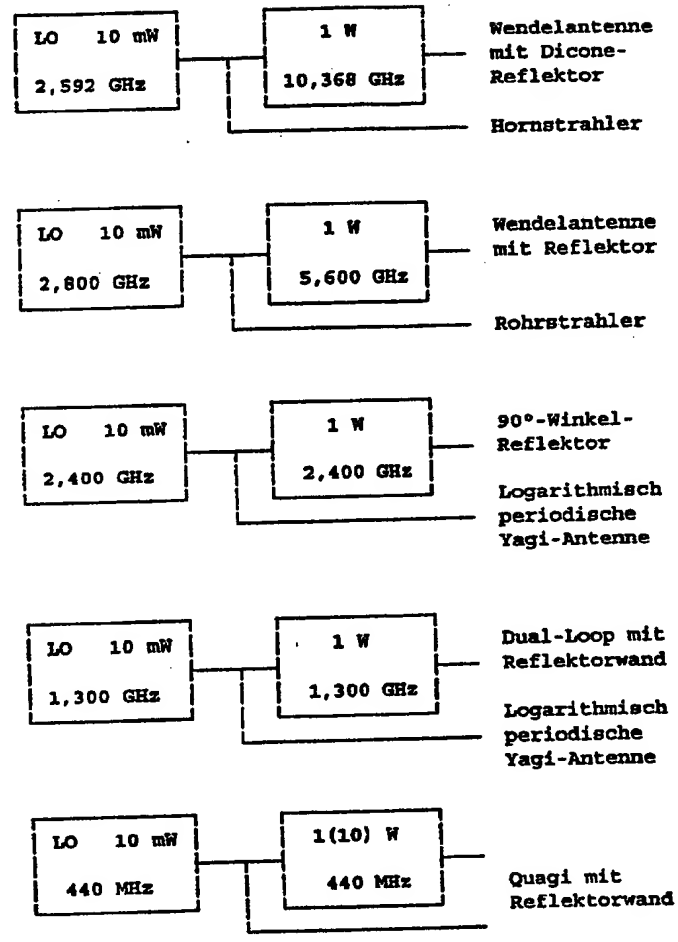 LO 10 mW
2,592 GHz
1 W
10,368 GHz
Wendelantenne
mit Dicone-
Reflektor
Hornstrahler
LO 10 mW
2,800 GHz
1 W
5,600 GHz
Wendelantenne
mit Reflektor
Rohrstrahler
LO 10 mW
2,400 GHz
1 W
2,400 GHz
90°-Winkel-
Reflektor
Logarithmisch
periodische
Yagi-Antenne
LO 10 mW
1,300 GHz
1 W
1,300 GHz
Dual-Loop mit
Reflektorwand
Logarithmisch
periodische
Yagi-Antenne
LO 10 mW
440 MHz
1(10) W
440 MHz
Quagi mit
Reflektorwand